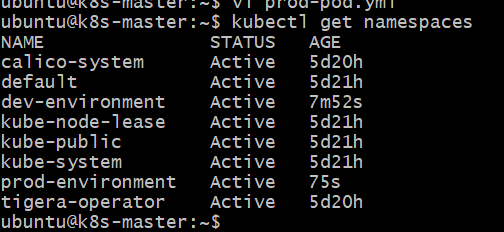 ubuntu@k8s-master:~$ vi prod-pod.yml
ubuntu@k8s-master:~$ kubectl get namespaces
NAME STATUS AGE
calico-system Active 5d20h
default Active 5d21h
dev-environment Active 7m52s
kube-node-lease Active 5d21h
kube-public Active 5d21h
kube-system Active 5d21h
prod-environment Active 75s
tigera-operator Active 5d20h
ubuntu@k8s-master:~$